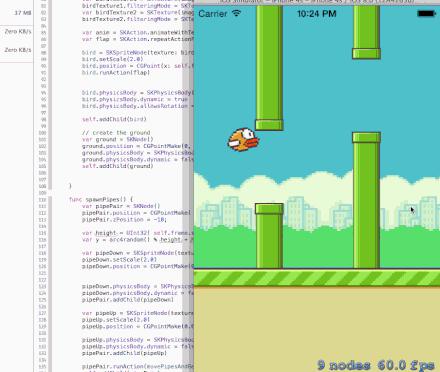 37 MB
Zero KB/s
Zero KB/s
birdTexture1.filteringMode = SKTe
var birdTexture2 = SKTexture(imag
birdTexture2.filteringMode = SKTe
var anim = SKAction.animateWithTe
var flap = SKAction.repeatActionF
bird = SKSpriteNode(texture: bird
bird.setScale(2.0)
bird.position = CGPoint(x: self.f
bird.runAction(flap)
bird.physicsBody = SKPhysicsBody(
bird.physicsBody.dynamic = true
bird.physicsBody.allowsRotation =
self.addChild(bird)
// create the ground
var ground = SKNode()
ground.position = CGPointMake(0,
ground.physicsBody = SKPhysicsBod
ground.physicsBody.dynamic = fals
self.addChild(ground)
}
func spawnPipes() {
var pipePair = SKNode()
pipePair.position = CGPointMake(
pipePair.zPosition = -10;
var height = UInt32( self.frame.s
var y = arc4random() % height +
var pipeDown = SKSpriteNode(textu
pipeDown.setScale(2.0)
pipeDown.position = CGPointMake(0
pipeDown.physicsBody = SKPhysicsB
pipeDown.physicsBody.dynamic = fa
pipePair.addChild(pipeDown)
var pipeUp = SKSpriteNode(texture
pipeUp.setScale(2.0)
pipeUp.position = CGPointMake(0.0
pipeUp.physicsBody = SKPhysicsBod
pipeUp.physicsBody.dynamic = fals
pipePair.addChild(pipeUp)
pipePair.runAction(movePipesAndRe
Carrier
10:24 PM
9 nodes 60.0 fps